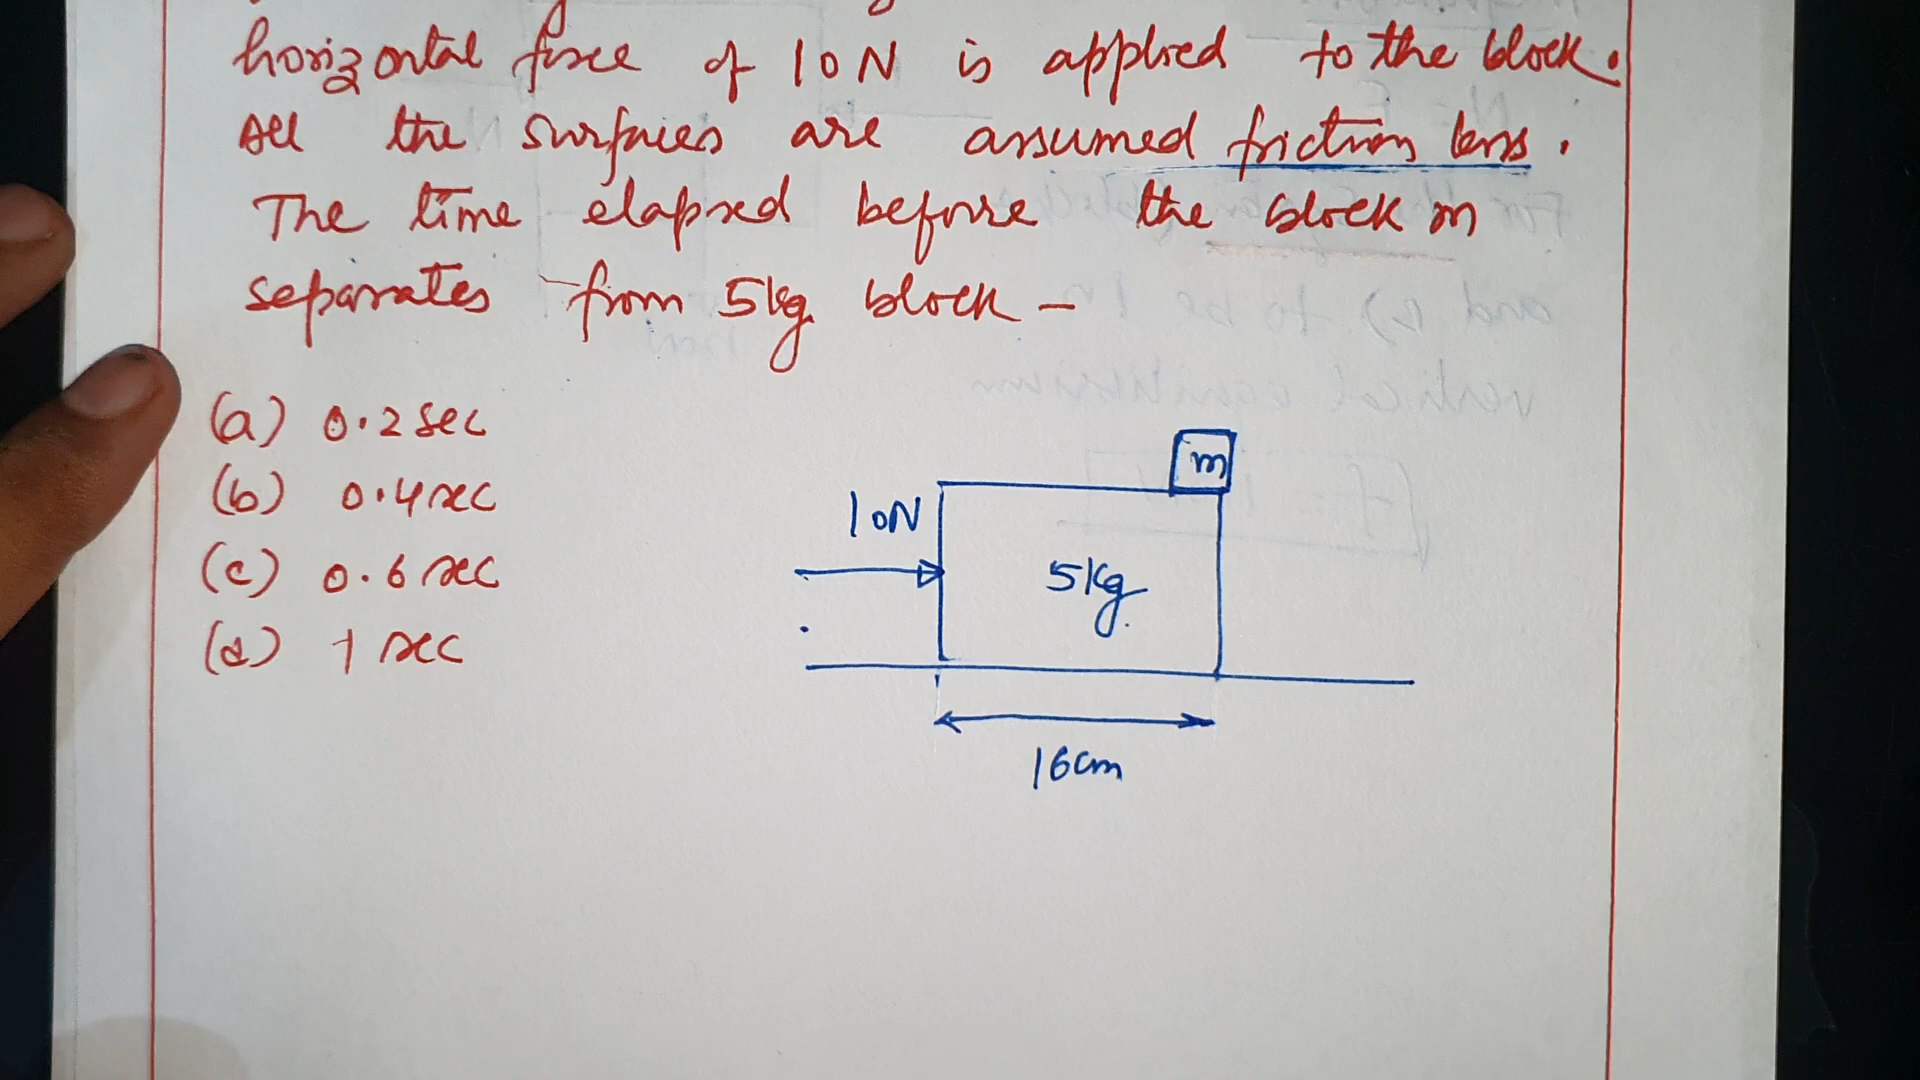 horizontal force of 10N is applied to the block.
All the surfaces are assumed friction less.
The time elapsed before the block m
separates from 5kg block -
(a) 0.2 sec
(b) 0.4 sec
(c) 0.6 sec
(d) 1 sec
m
10N
5kg.
16cm